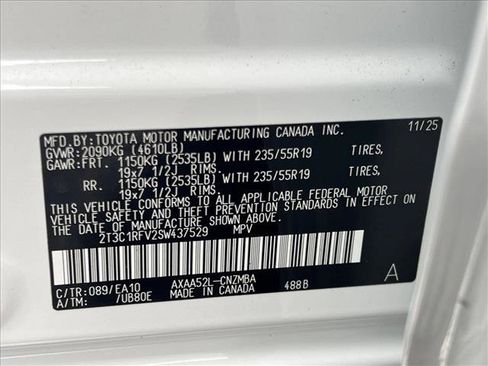 MFD.BY:TOYOTA MOTOR MANUFACTURING CANADA INC. 11/25
GVWR:2090KG (4610LB)
GAWR:FRT. 1150KG (2535LB) WITH 235/55R19 TIRES,
19x7 1/2J RIMS.
RR. 1150KG (2535LB) WITH 235/55R19 TIRES,
19x7 1/2J RIMS.
THIS VEHICLE CONFORMS TO ALL APPLICABLE FEDERAL MOTOR
VEHICLE SAFETY AND BUMPER STANDARDS IN EFFECT ON
THE DATE OF MANUFACTURE SHOWN ABOVE.
2T3C1RFV2SW437529 MPV
C/TR:089/EA10 AXAA52L-CNZMBA A
A/TM: /UB80E MADE IN CANADA 488B